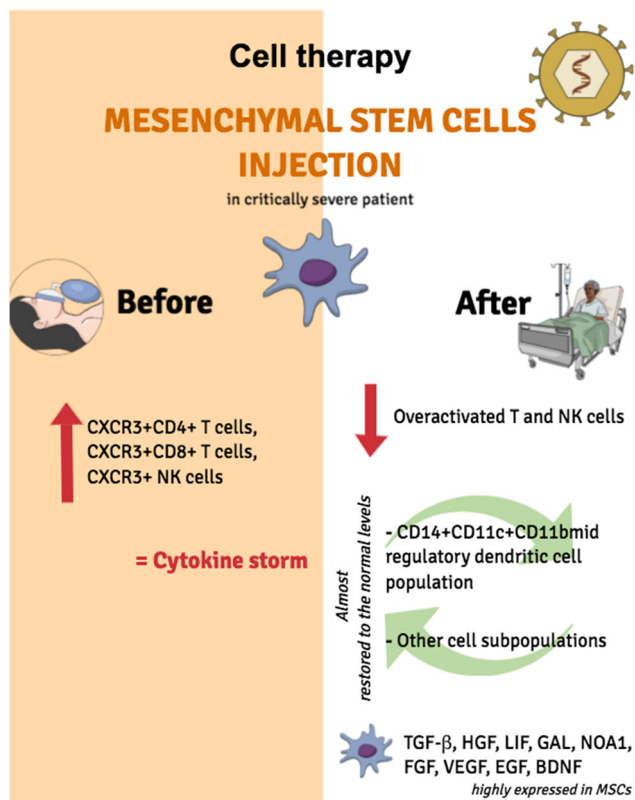 Cell therapy
MESENCHYMAL STEM CELLS
INJECTION
in critically severe patient
Before
After
CXCR3+CD4+ T cells,
CXCR3+CD8+ T cells,
CXCR3+ NK cells
= Cytokine storm
Overactivated T and NK cells
Almost
restored to the normal levels
- CD14+CD11c+CD11bmid
regulatory dendritic cell
population
- Other cell subpopulations
TGF-β, HGF, LIF, GAL, NOA1,
FGF, VEGF, EGF, BDNF
highly expressed in MSCs